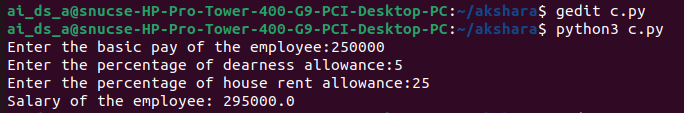 ai_ds_a@snucse-HP-Pro-Tower-400-G9-PCI-Desktop-PC:~/akshara$ gedit c.py
ai_ds_a@snucse-HP-Pro-Tower-400-G9-PCI-Desktop-PC:~/akshara$ python3 c.py
Enter the basic pay of the employee:250000
Enter the percentage of dearness allowance:5
Enter the percentage of house rent allowance:25
Salary of the employee: 295000.0